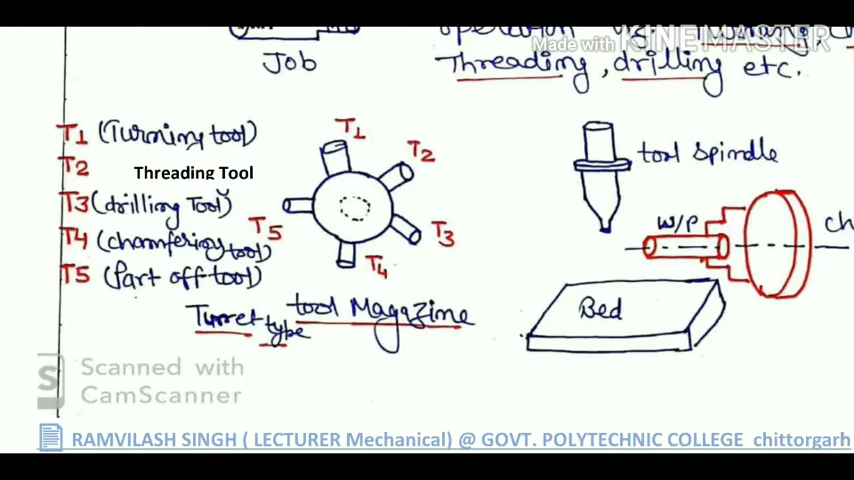 Made with KINEMASTER
Job
Threading, drilling etc.
T1 (Turning tool)
T2 Threading Tool
T3 (drilling Tool)
T4 (chamfering tool)
T5 (Part off tool)
T1
T2
T3
T4
T5
Turret type tool Magazine
tool spindle
W/P
Ch
Bed
Scanned with
CamScanner
RAMVILASH SINGH ( LECTURER Mechanical) @ GOVT. POLYTECHNIC COLLEGE chittorgarh